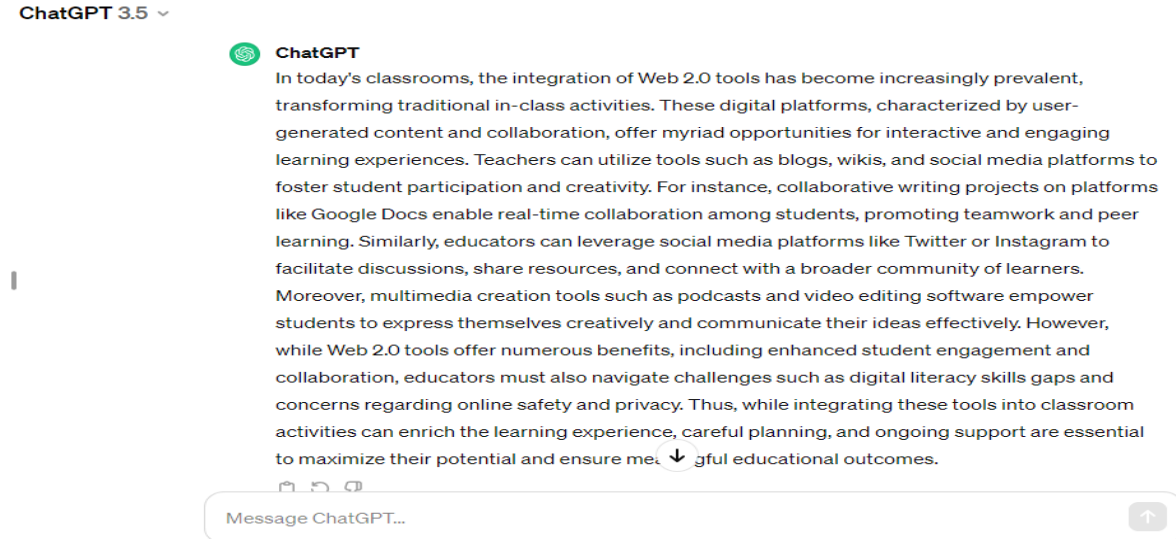 ChatGPT 3.5
ChatGPT
In today's classrooms, the integration of Web 2.0 tools has become increasingly prevalent,
transforming traditional in-class activities. These digital platforms, characterized by user-
generated content and collaboration, offer myriad opportunities for interactive and engaging
learning experiences. Teachers can utilize tools such as blogs, wikis, and social media platforms to
foster student participation and creativity. For instance, collaborative writing projects on platforms
like Google Docs enable real-time collaboration among students, promoting teamwork and peer
learning. Similarly, educators can leverage social media platforms like Twitter or Instagram to
facilitate discussions, share resources, and connect with a broader community of learners.
Moreover, multimedia creation tools such as podcasts and video editing software empower
students to express themselves creatively and communicate their ideas effectively. However,
while Web 2.0 tools offer numerous benefits, including enhanced student engagement and
collaboration, educators must also navigate challenges such as digital literacy skills gaps and
concerns regarding online safety and privacy. Thus, while integrating these tools into classroom
activities can enrich the learning experience, careful planning, and ongoing support are essential
to maximize their potential and ensure educational outcomes.
Message ChatGPT...